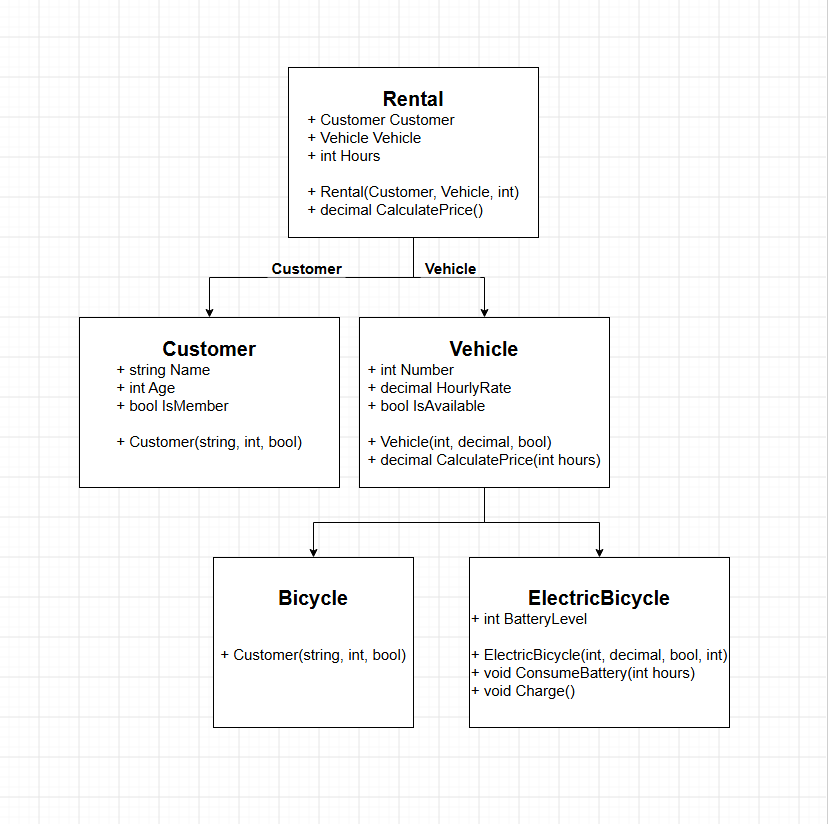 Rental
+ Customer Customer
+ Vehicle Vehicle
+ int Hours
+ Rental(Customer, Vehicle, int)
+ decimal CalculatePrice()
Customer
Vehicle
Customer
+ string Name
+ int Age
+ bool IsMember
+ Customer(string, int, bool)
Vehicle
+ int Number
+ decimal HourlyRate
+ bool IsAvailable
+ Vehicle(int, decimal, bool)
+ decimal CalculatePrice(int hours)
Bicycle
+ Customer(string, int, bool)
ElectricBicycle
+ int BatteryLevel
+ ElectricBicycle(int, decimal, bool, int)
+ void ConsumeBattery(int hours)
+ void Charge()